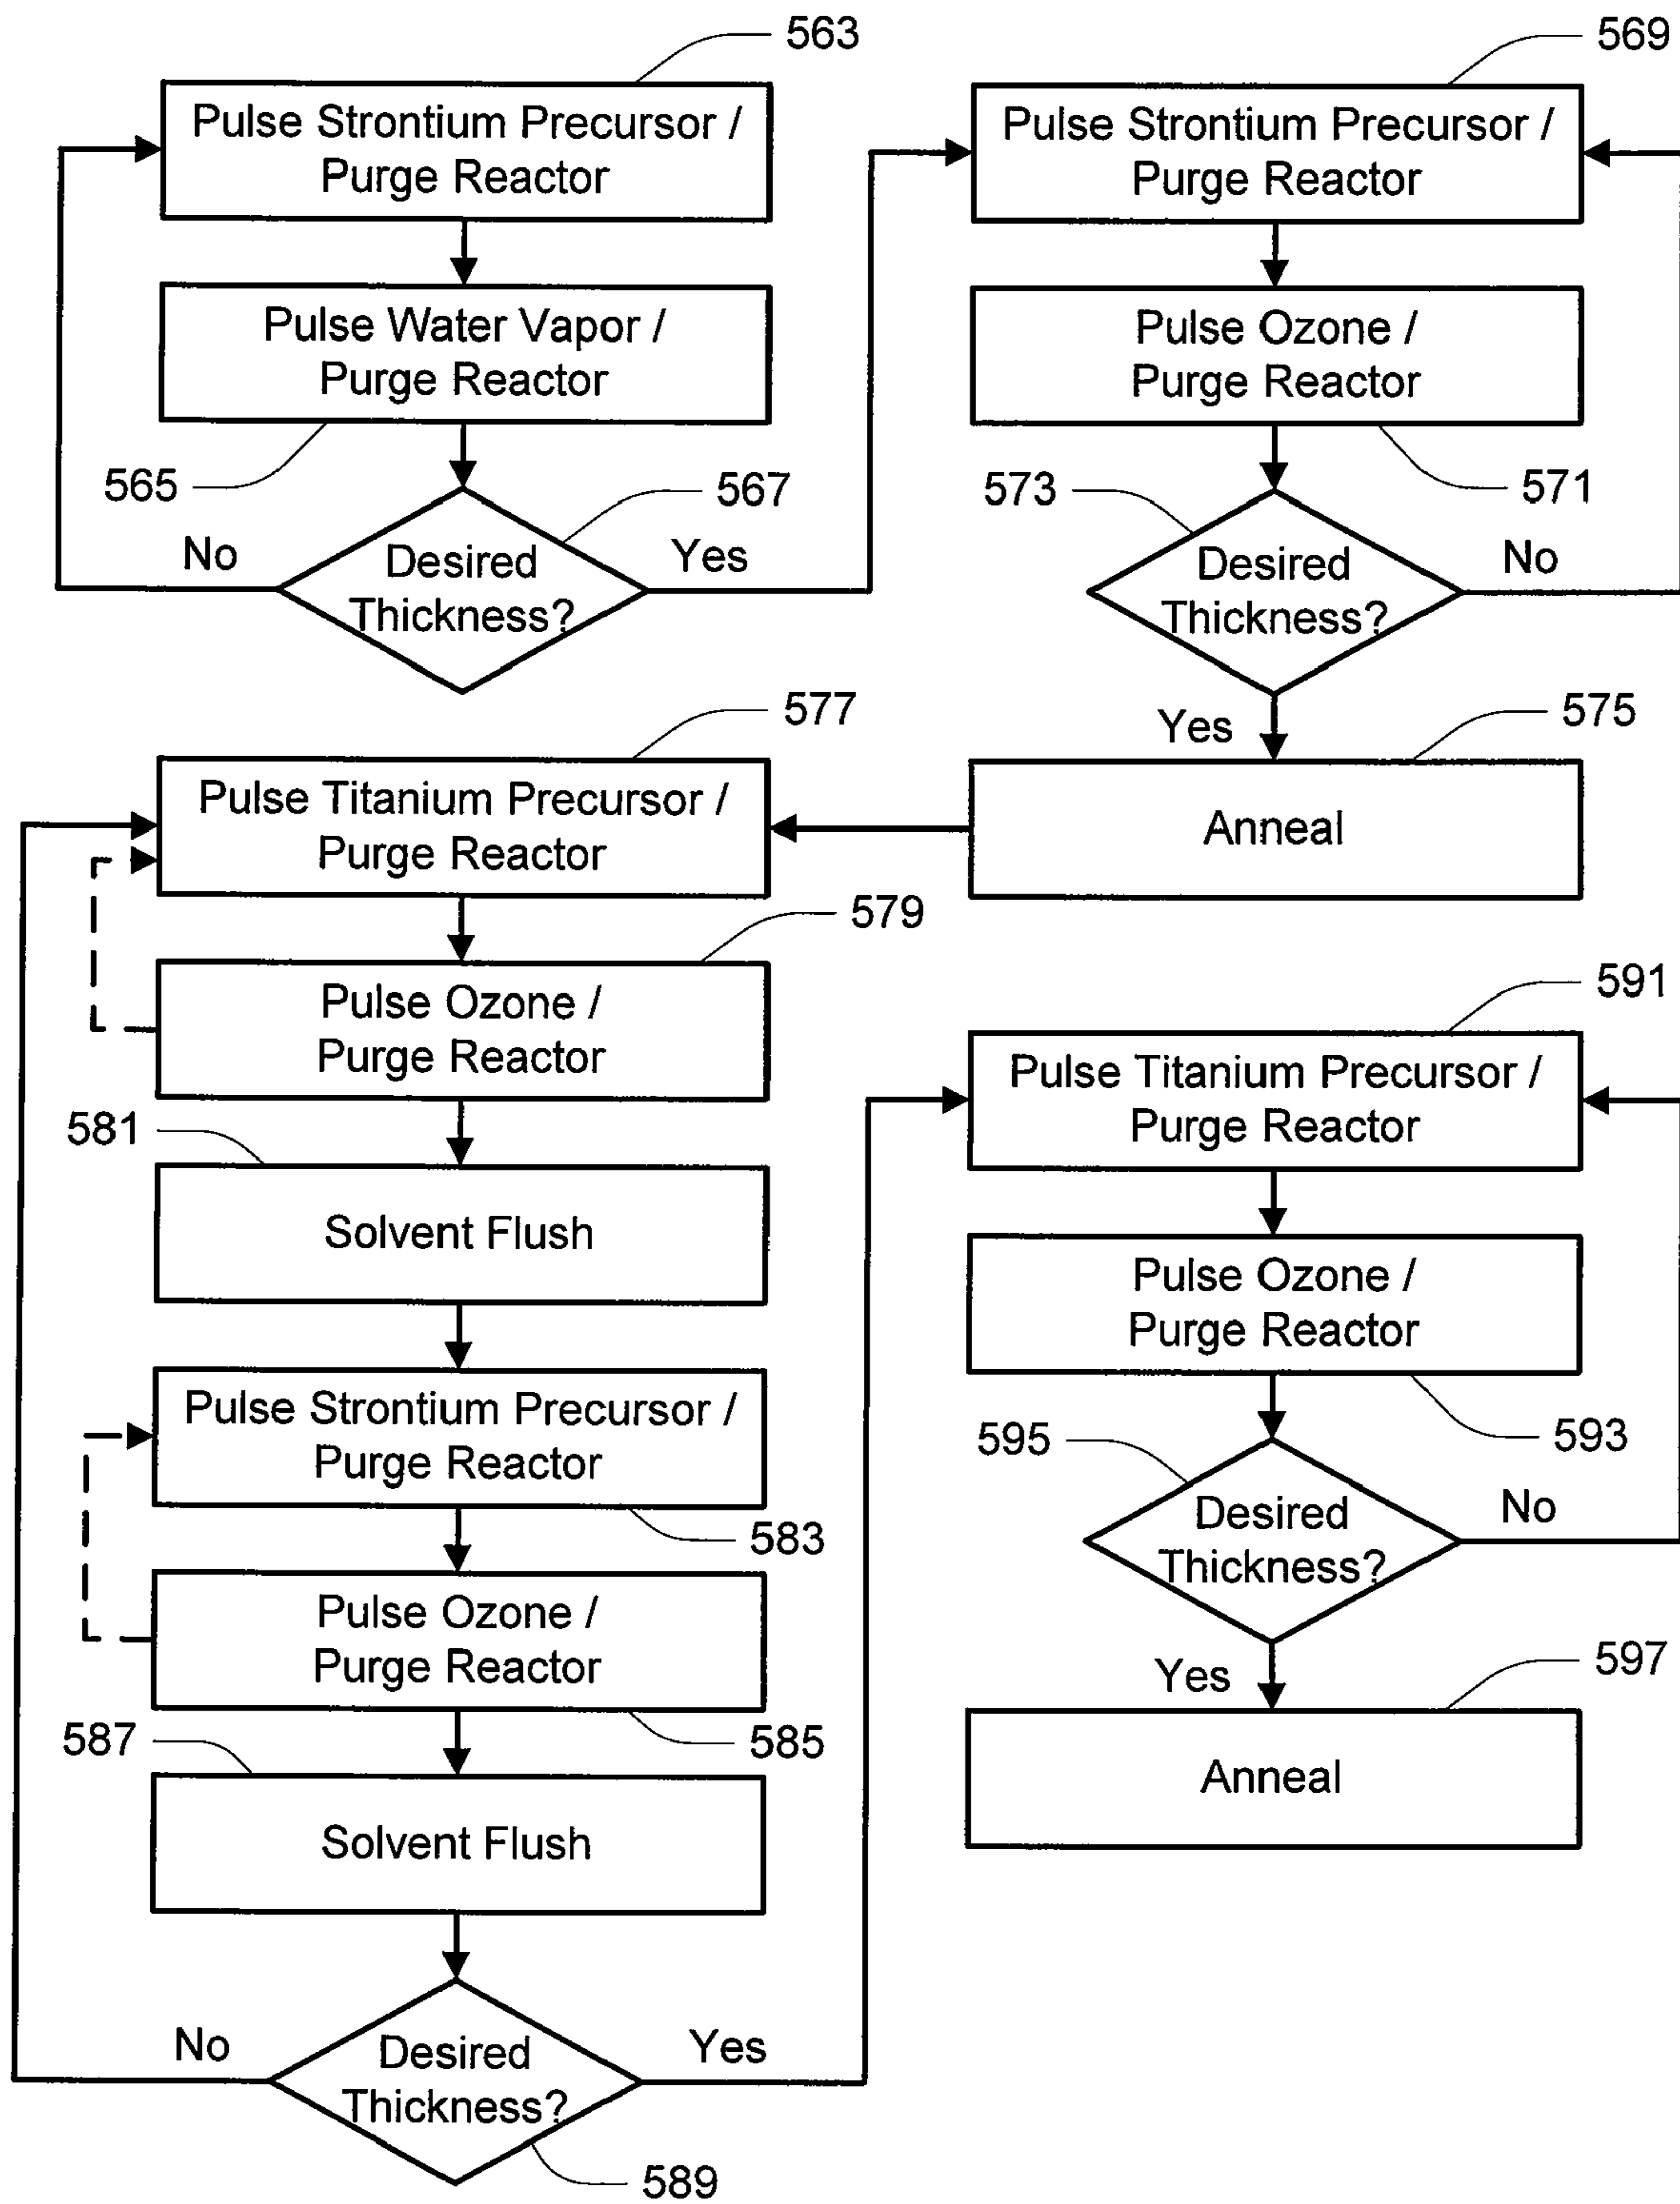 563
Pulse Strontium Precursor /
Purge Reactor
Pulse Water Vapor /
Purge Reactor
565
567
No
Desired
Thickness?
Yes
569
Pulse Strontium Precursor /
Purge Reactor
Pulse Ozone /
Purge Reactor
571
573
Desired
Thickness?
No
Yes
575
Anneal
577
Pulse Titanium Precursor /
Purge Reactor
579
Pulse Ozone /
Purge Reactor
581
Solvent Flush
Pulse Strontium Precursor /
Purge Reactor
583
Pulse Ozone /
Purge Reactor
585
587
Solvent Flush
No
Desired
Thickness?
Yes
589
591
Pulse Titanium Precursor /
Purge Reactor
Pulse Ozone /
Purge Reactor
593
595
Desired
Thickness?
No
Yes
597
Anneal